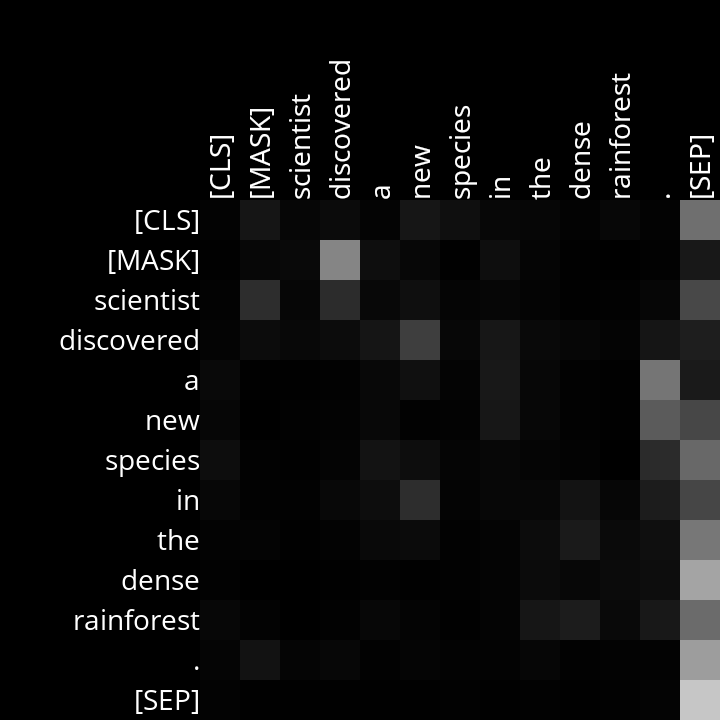 [CLS]
[MASK]
scientist
discovered
a
new
species
in
the
dense
rainforest
.
[SEP]
[CLS]
[MASK]
scientist
discovered
a
new
species
in
the
dense
rainforest
.
[SEP]